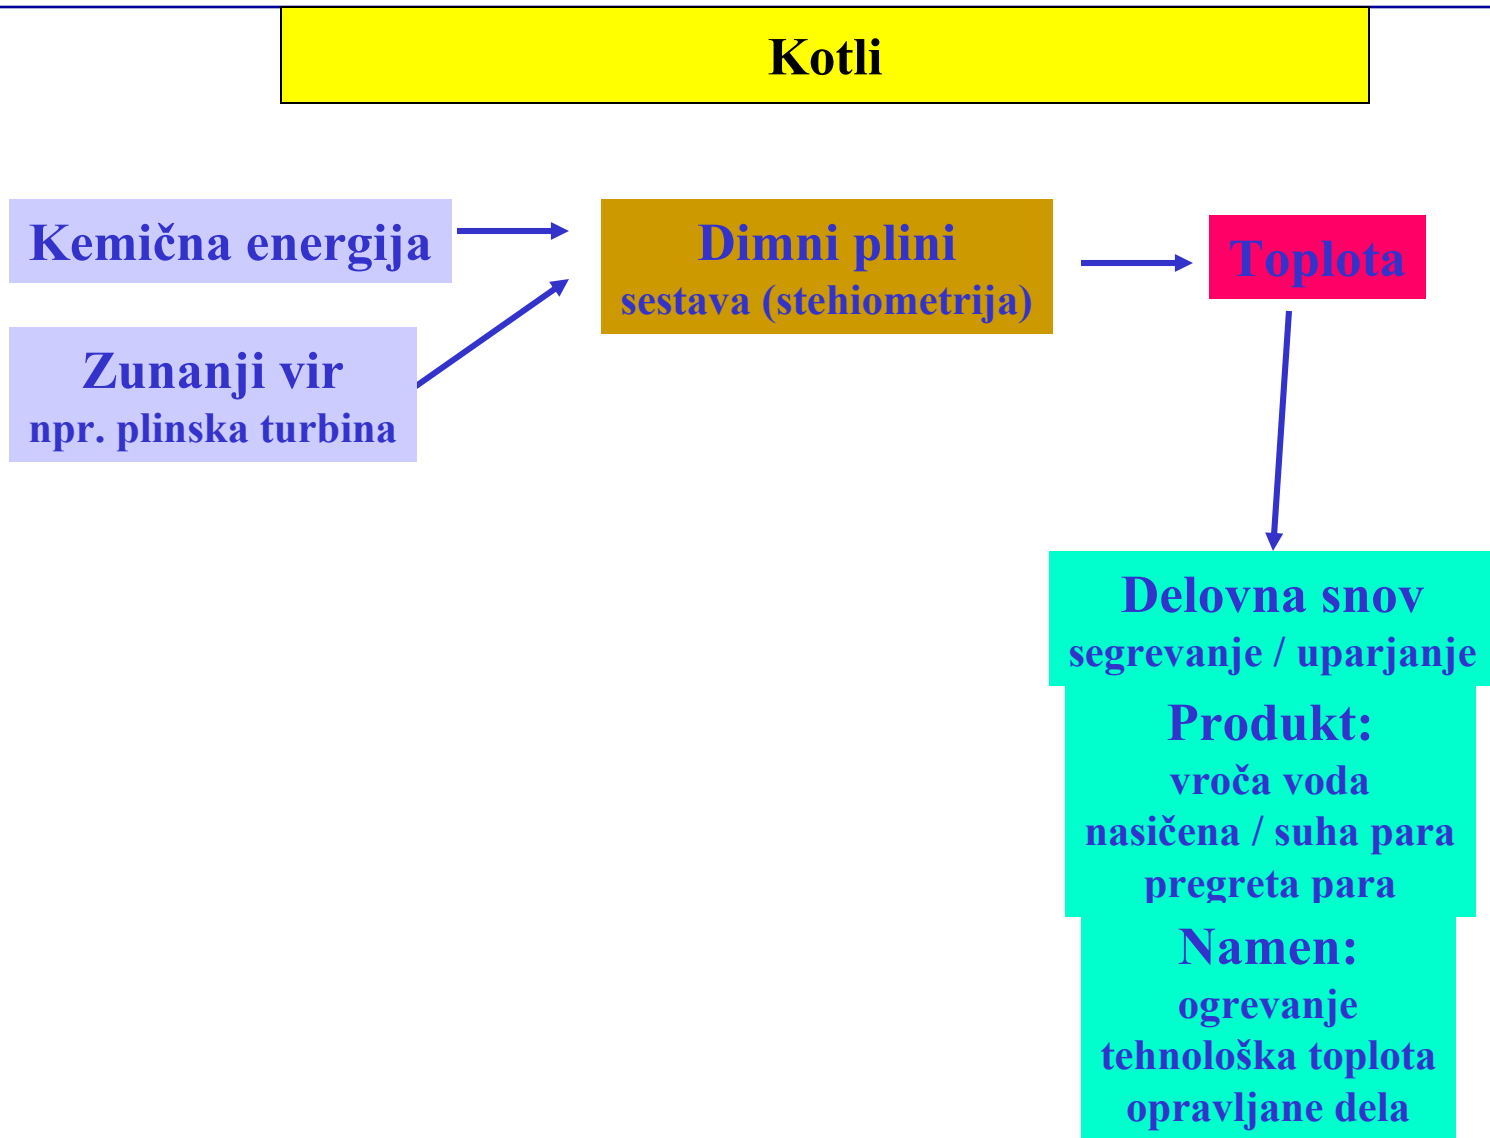 Kotli
Kemična energija
Zunanji vir
npr. plinska turbina
Dimni plini
sestava (stehiometrija)
Toplota
Delovna snov
segrevanje / uparjanje
Produkt:
vroča voda
nasičena / suha para
pregreta para
Namen:
ogrevanje
tehnološka toplota
opravljane dela